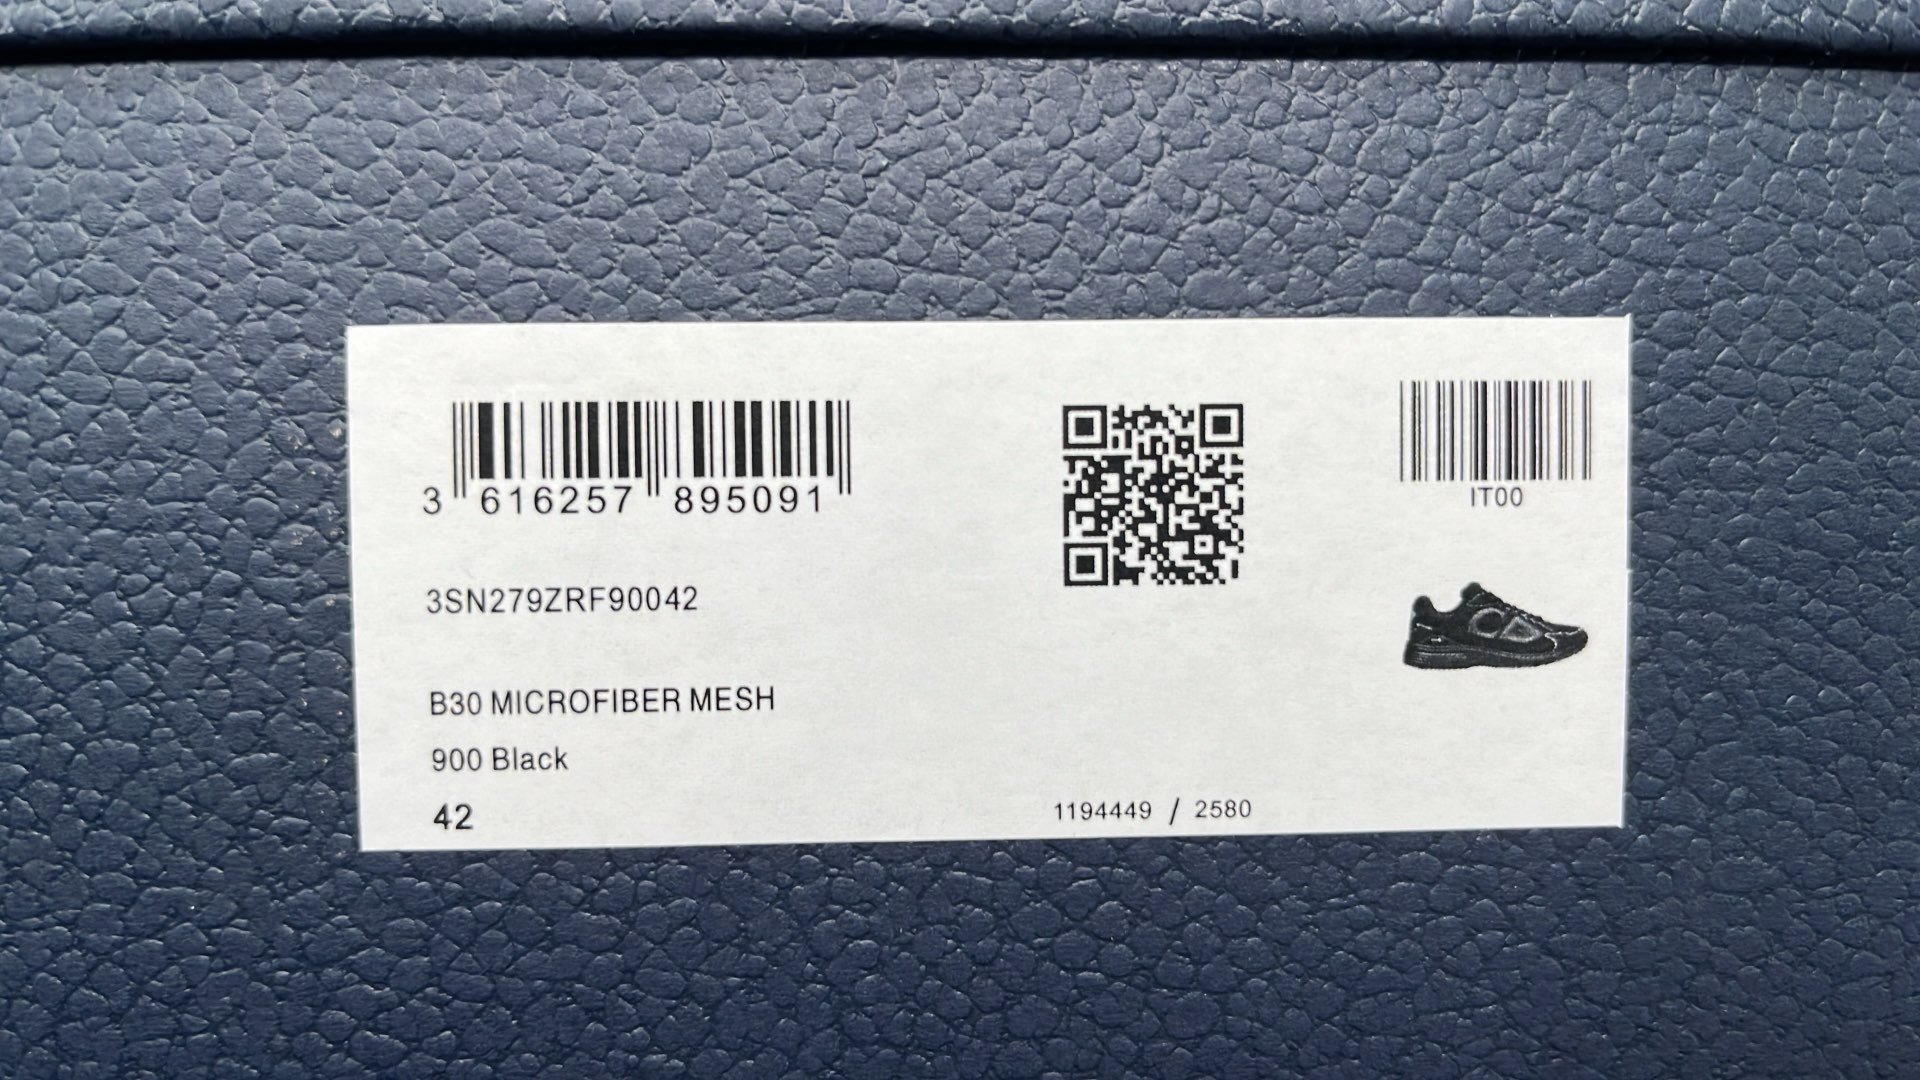 3 616257 895091
IT00
3SN279ZRF90042
B30 MICROFIBER MESH
900 Black
42
1194449 / 2580